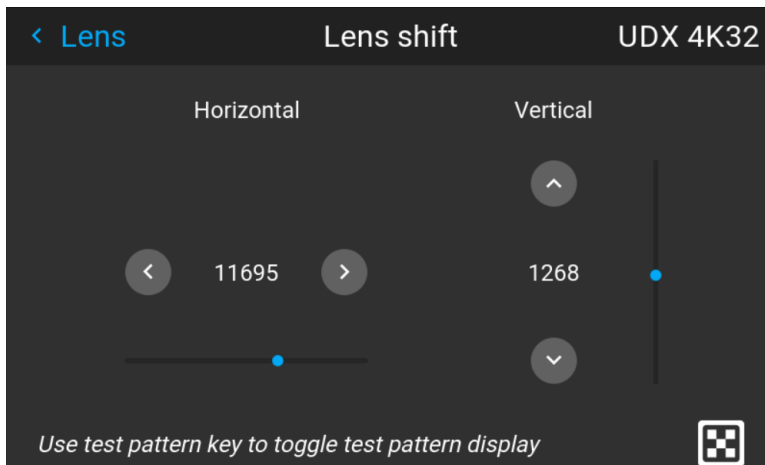 Lens Lens shift UDX 4K32
Horizontal Vertical
11695 1268
Use test pattern key to toggle test pattern display